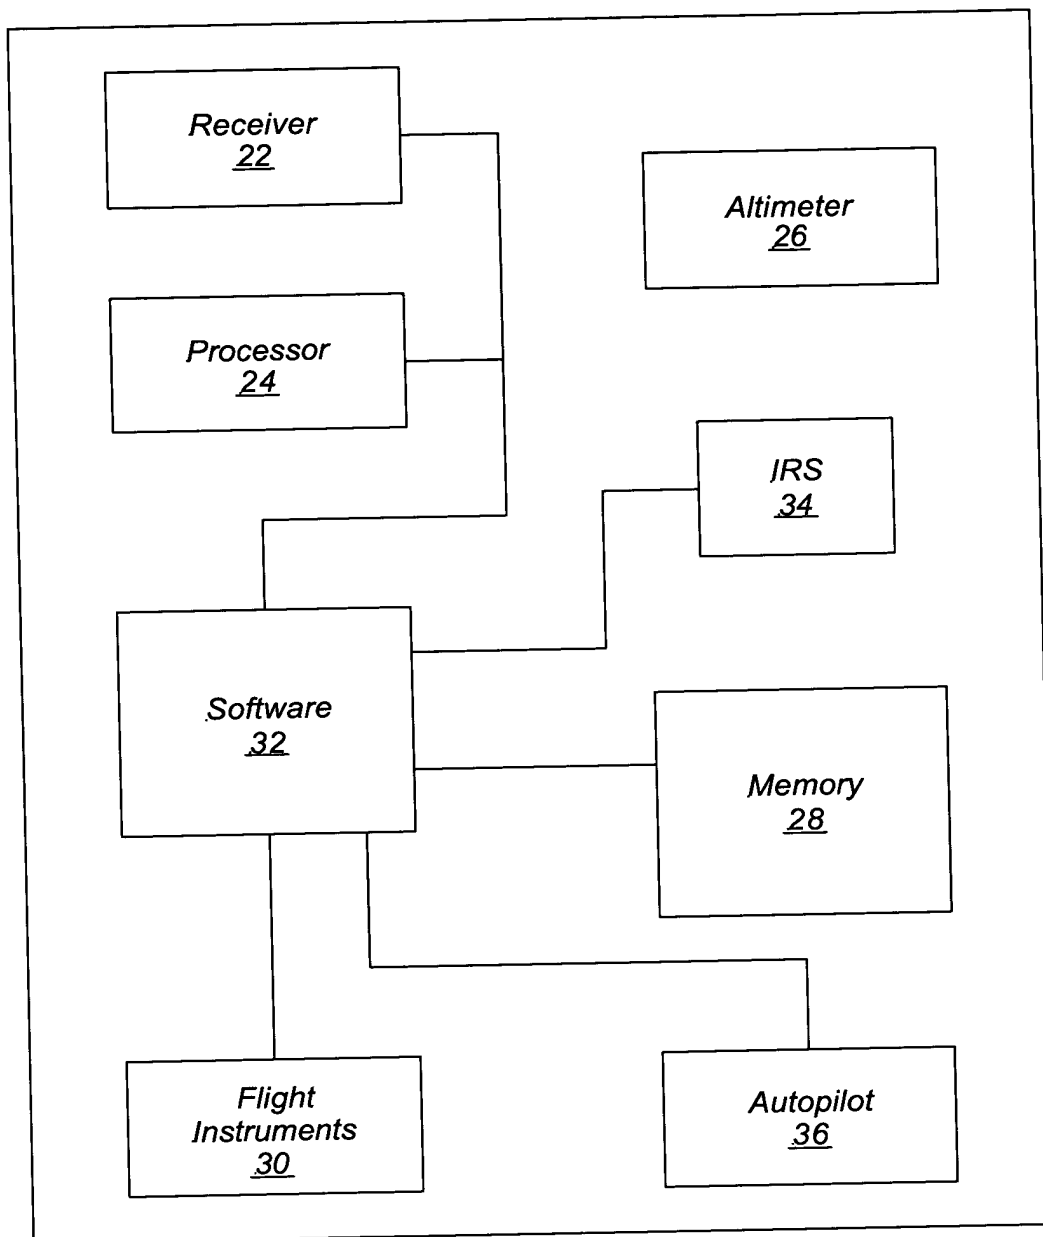 Receiver
22
Altimeter
26
Processor
24
IRS
34
Software
32
Memory
28
Flight
Instruments
30
Autopilot
36